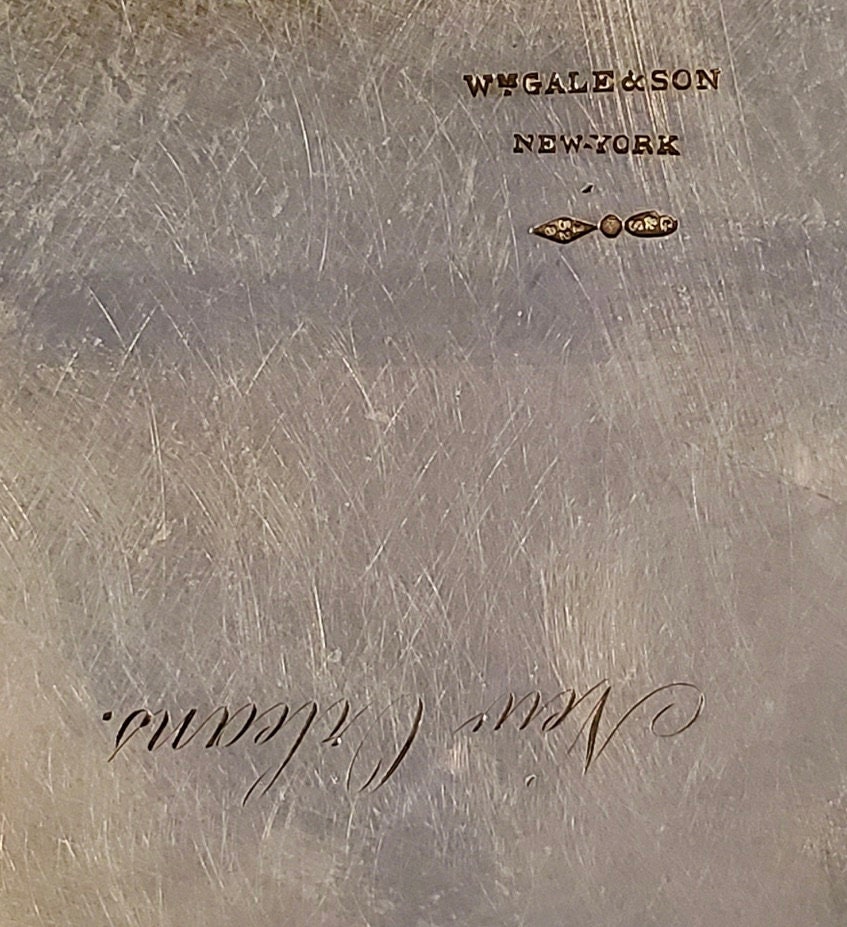 WM GALE & SON
NEW-YORK
New Orleans.